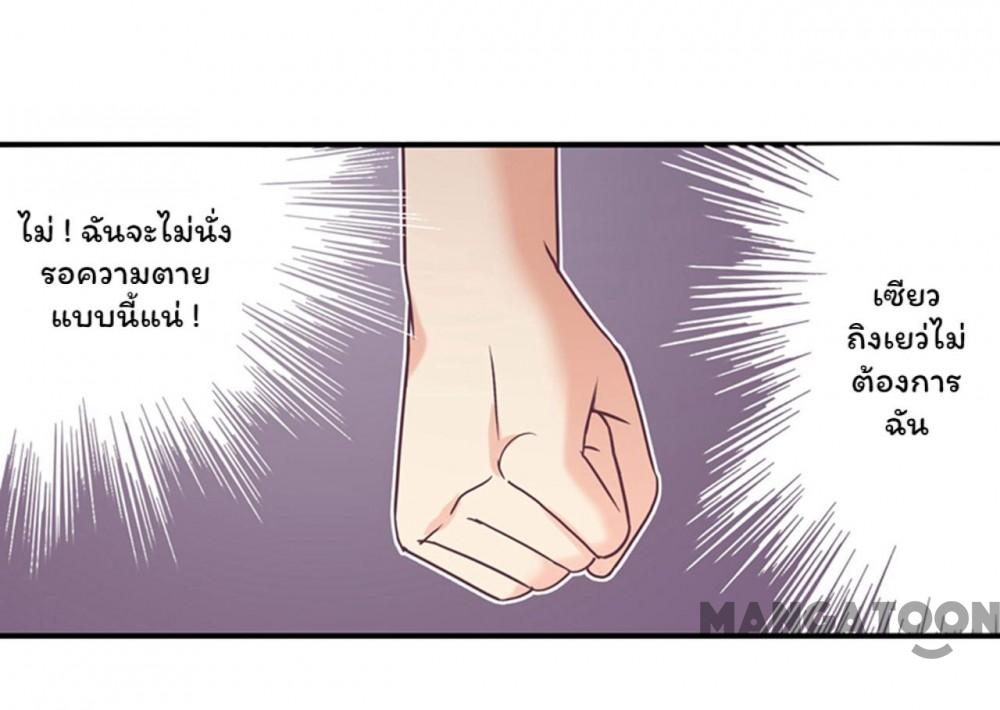 ไม่ ! ฉันจะไม่นั่ง
รอความตาย
แบบนี้แน่ !
เซียว
ถิงเยว่ไม่
ต้องการ
ฉัน
MANGATOON